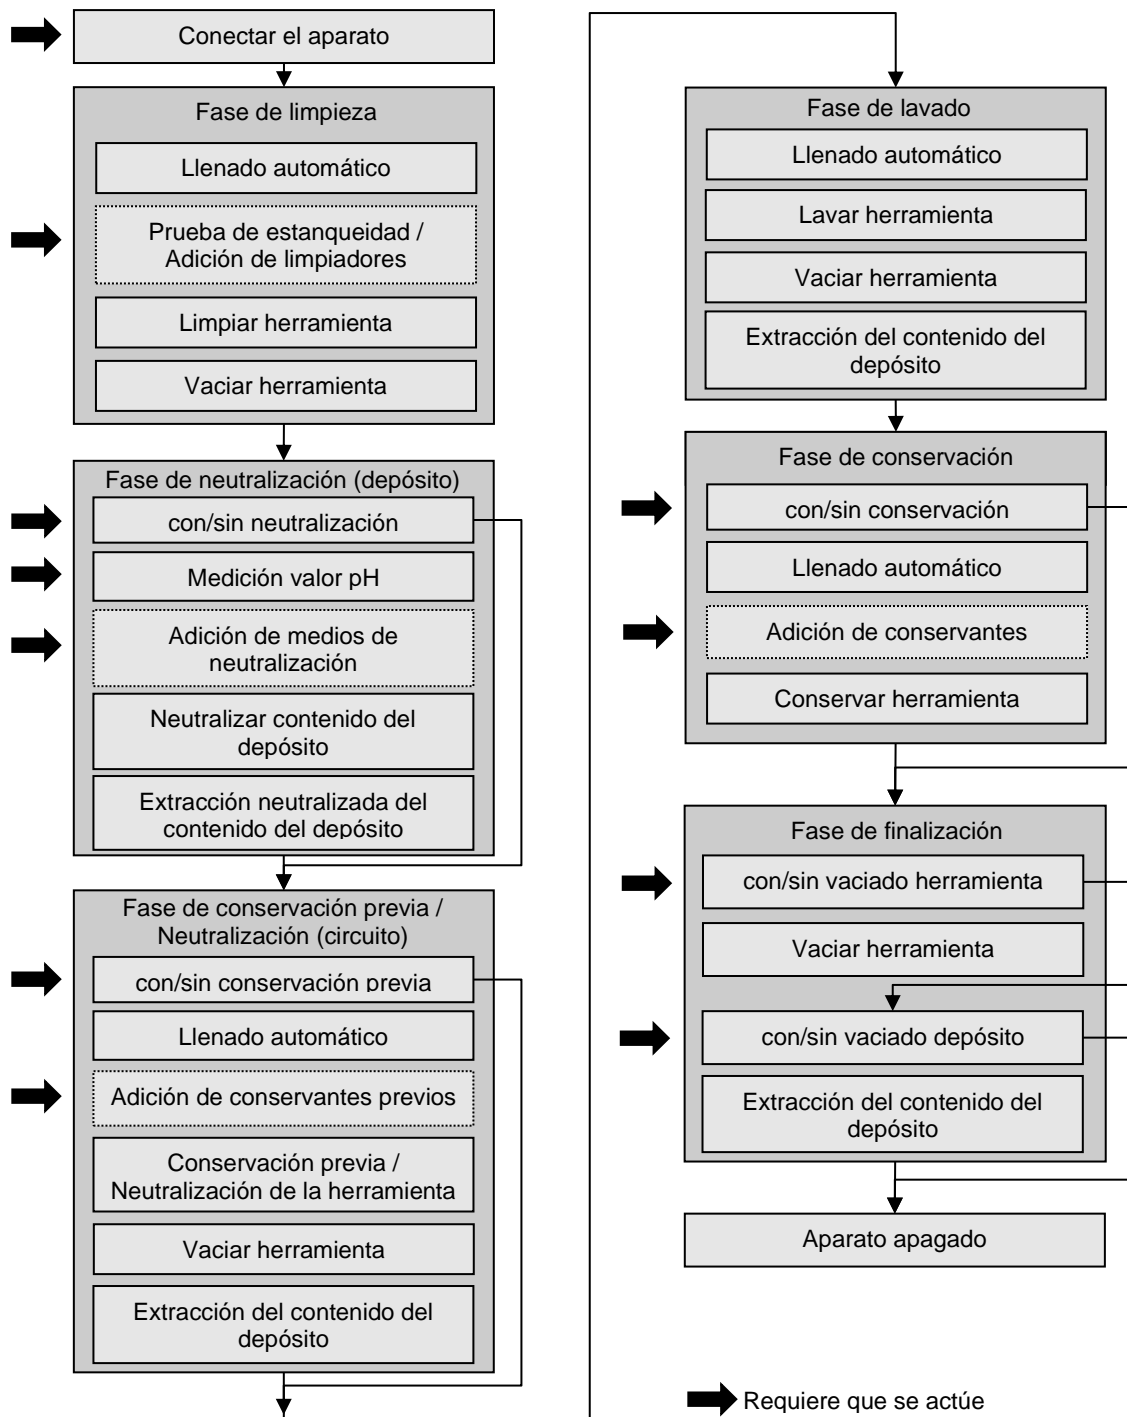 Conectar el aparato
Fase de limpieza
Llenado automático
Prueba de estanqueidad /
Adición de limpiadores
Limpiar herramienta
Vaciar herramienta
Fase de neutralización (depósito)
con/sin neutralización
Medición valor pH
Adición de medios de
neutralización
Neutralizar contenido del
depósito
Extracción neutralizada del
contenido del depósito
Fase de conservación previa /
Neutralización (circuito)
con/sin conservación previa
Llenado automático
Adición de conservantes previos
Conservación previa /
Neutralización de la herramienta
Vaciar herramienta
Extracción del contenido del
depósito
Fase de lavado
Llenado automático
Lavar herramienta
Vaciar herramienta
Extracción del contenido del
depósito
Fase de conservación
con/sin conservación
Llenado automático
Adición de conservantes
Conservar herramienta
Fase de finalización
con/sin vaciado herramienta
Vaciar herramienta
con/sin vaciado depósito
Extracción del contenido del
depósito
Aparato apagado
Requiere que se actúe